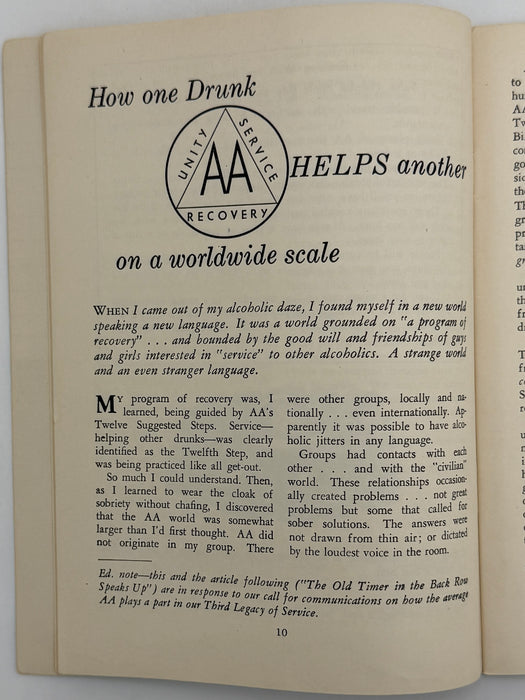 How one Drunk
UNITY SERVICE
AA
RECOVERY
HELPS another
on a worldwide scale
WHEN I came out of my alcoholic daze, I found myself in a new world
speaking a new language. It was a world grounded on "a program of
recovery" . . . and bounded by the good will and friendships of guys
and girls interested in "service" to other alcoholics. A strange world
and an even stranger language.
MY program of recovery was, I
learned, being guided by AA's
Twelve Suggested Steps. Service—
helping other drunks—was clearly
identified as the Twelfth Step, and
was being practiced like all get-out.
So much I could understand. Then,
as I learned to wear the cloak of
sobriety without chafing, I discovered
that the AA world was somewhat
larger than I'd first thought. AA did
not originate in my group. There
were other groups, locally and na-
tionally . . . even internationally. Ap-
parently it was possible to have alco-
holic jitters in any language.
Groups had contacts with each
other . . . and with the "civilian"
world. These relationships occasion-
ally created problems . . . not great
problems but some that called for
sober solutions. The answers were
not drawn from thin air; or dictated
by the loudest voice in the room.
Ed. note—this and the article following ("The Old Timer in the Back Row
Speaks Up") are in response to our call for communications on how the average
AA plays a part in our Third Legacy of Service.
10